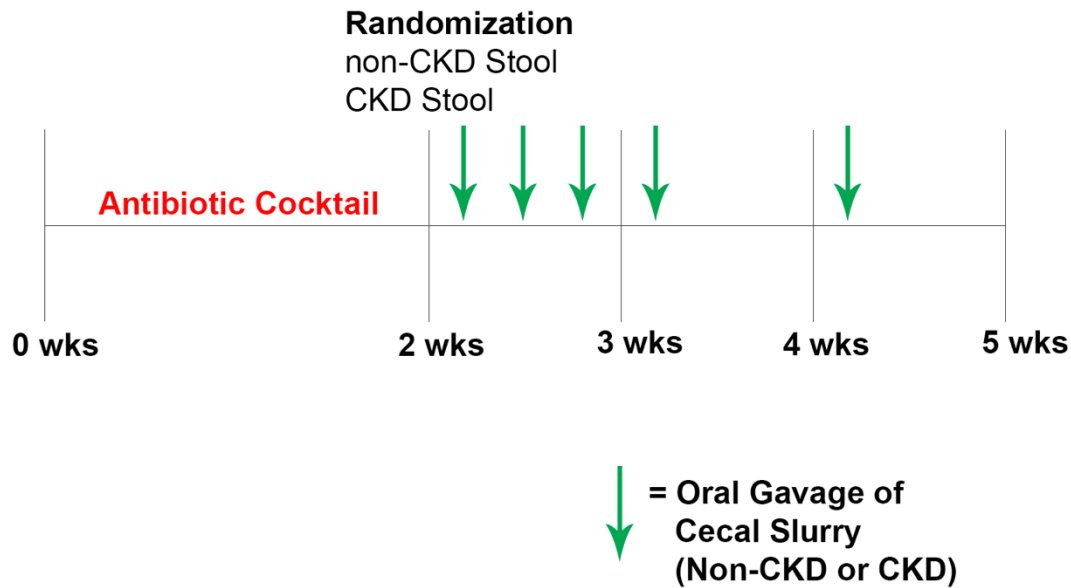 Randomization
non-CKD Stool
CKD Stool
Antibiotic Cocktail
0 wks
2 wks
3 wks
4 wks
5 wks
= Oral Gavage of
Cecal Slurry
(Non-CKD or CKD)